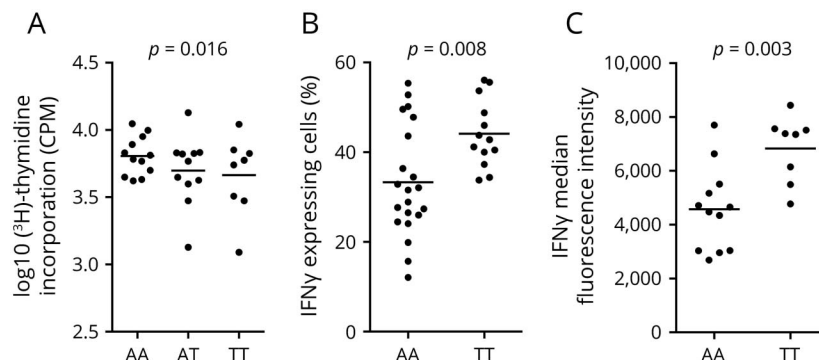 A
p = 0.016
log10 (³H)-thymidine
incorporation (CPM)
4.5
4.0
3.5
3.0
2.5
AA AT TT
B
p = 0.008
IFNγ expressing cells (%)
60
40
20
0
AA TT
C
p = 0.003
IFNγ median
fluorescence intensity
10,000
8,000
6,000
4,000
2,000
0
AA TT